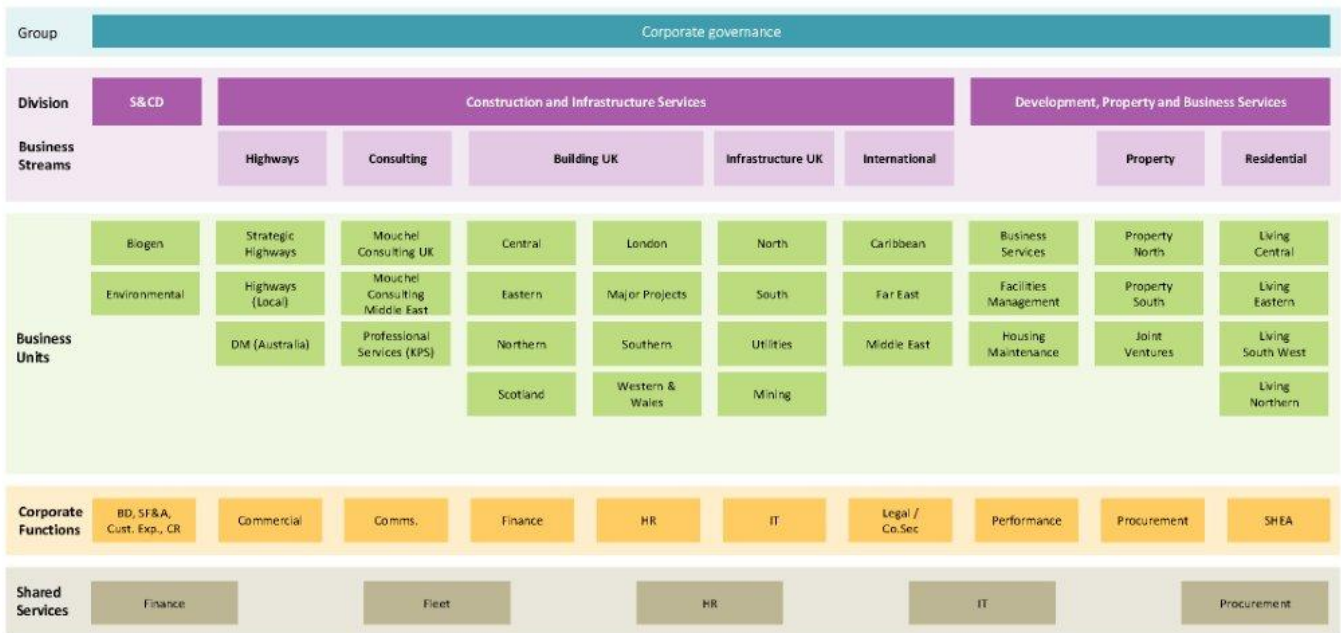 Group
Corporate governance
Division
S&CD
Construction and Infrastructure Services
Development, Property and Business Services
Business
Streams
Highways
Consulting
Building UK
Infrastructure UK
International
Property
Residential
Business
Units
Biogen
Strategic
Highways
Mouchel
Consulting UK
Central
London
North
Caribbean
Business
Services
Property
North
Living
Central
Environmental
Highways
(Local)
Mouchel
Consulting
Middle East
Eastern
Major Projects
South
Far East
Facilities
Management
Property
South
Living
Eastern
DM (Australia)
Professional
Services (KPS)
Northern
Southern
Utilities
Middle East
Housing
Maintenance
Joint
Ventures
Living
South West
Scotland
Western &
Wales
Mining
Living
Northern
Corporate
Functions
BD, SF&A,
Cust. Exp., CR
Commercial
Comms.
Finance
HR
IT
Legal /
Co.Sec
Performance
Procurement
SHEA
Shared
Services
Finance
Fleet
HR
IT
Procurement